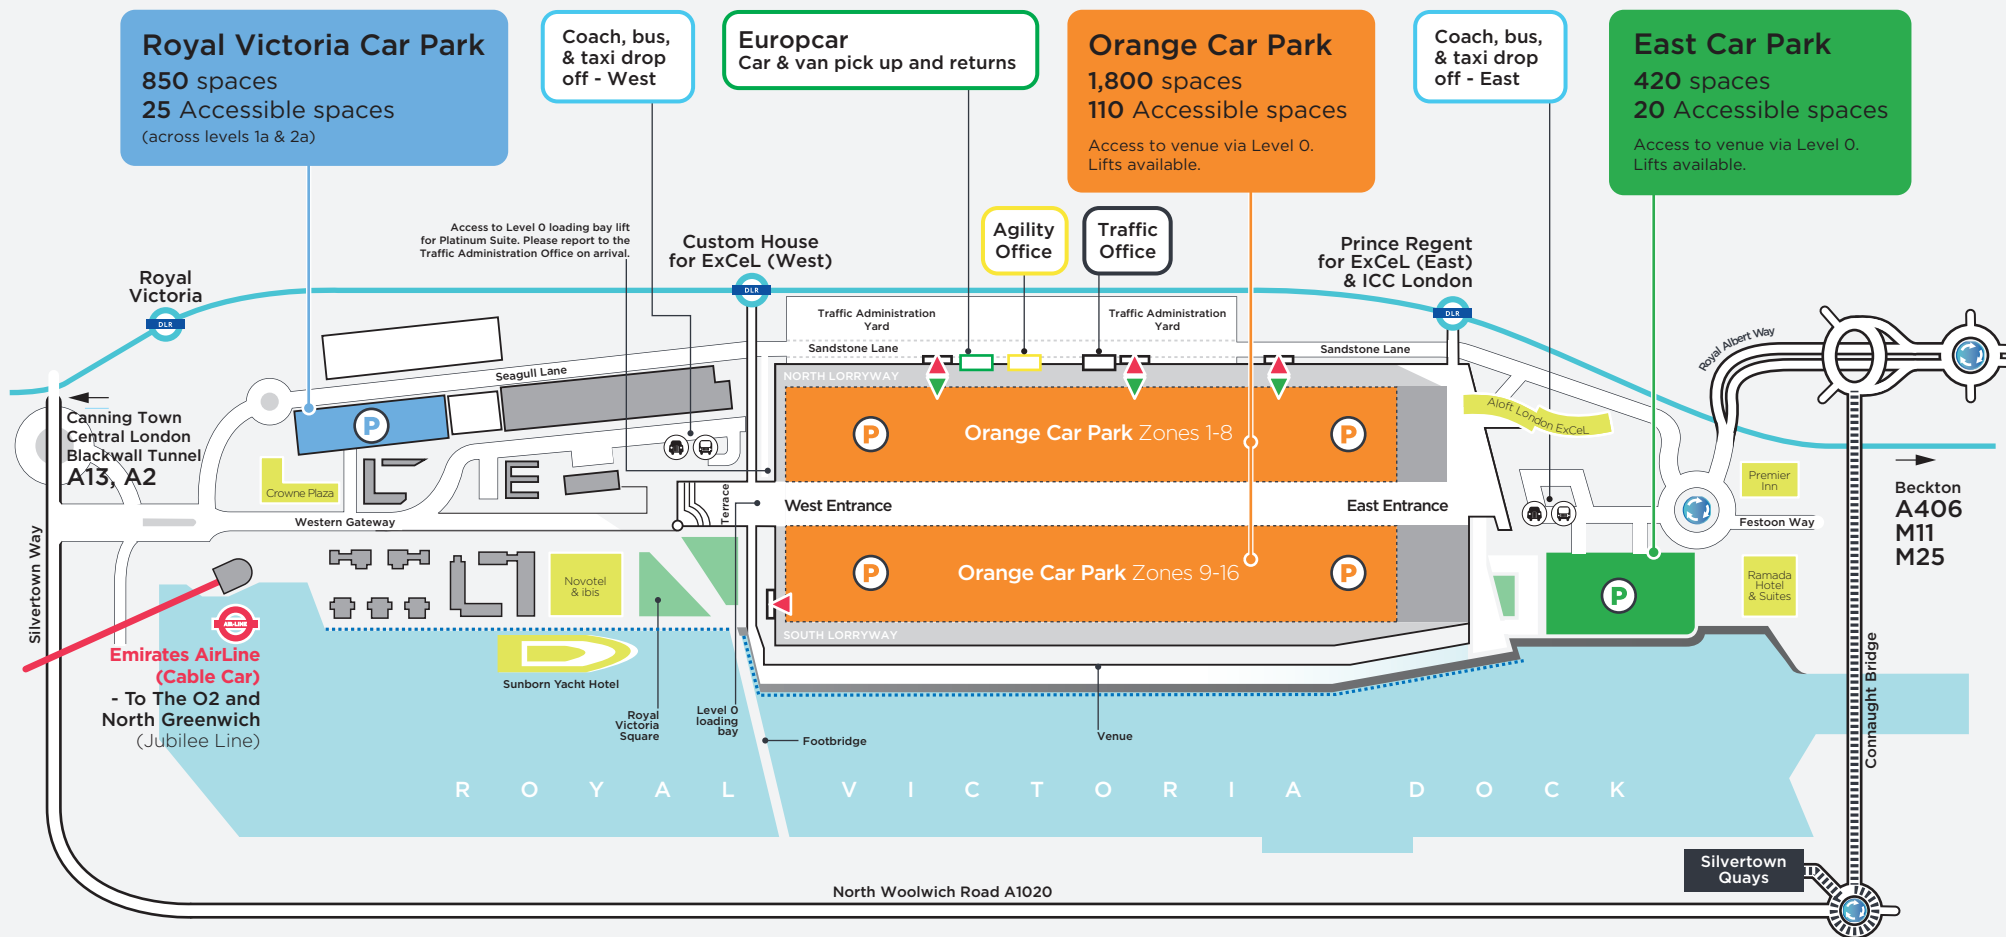 Royal Victoria Car Park
850 spaces
25 Accessible spaces
(across levels 1a & 2a)
Coach, bus,
& taxi drop
off - West
Europcar
Car & van pick up and returns
Orange Car Park
1,800 spaces
110 Accessible spaces
Access to venue via Level 0.
Lifts available.
Coach, bus,
& taxi drop
off - East
East Car Park
420 spaces
20 Accessible spaces
Access to venue via Level 0.
Lifts available.
Access to Level 0 loading bay lift
for Platinum Suite. Please report to the
Traffic Administration Office on arrival.
Custom House
for ExCeL (West)
DLR
Agility
Office
Traffic
Office
Prince Regent
for ExCeL (East)
& ICC London
DLR
Royal
Victoria
DLR
Traffic Administration
Yard
Traffic Administration
Yard
Sandstone Lane
Sandstone Lane
Royal Albert Way
Seagull Lane
NORTH LORRYWAY
Canning Town
Central London
Blackwall Tunnel
A13, A2
P
P
Orange Car Park Zones 1-8
P
Aloft London ExCeL
Crowne Plaza
Premier
Inn
Beckton
A406
M11
M25
Terrace
West Entrance
East Entrance
Western Gateway
Festoon Way
Silvertown Way
Novotel
& ibis
P
Orange Car Park Zones 9-16
P
P
Ramada
Hotel
& Suites
AIR-LINE
SOUTH LORRYWAY
Emirates AirLine
(Cable Car)
- To The O2 and
North Greenwich
(Jubilee Line)
Sunborn Yacht Hotel
Royal
Victoria
Square
Level 0
loading
bay
Footbridge
Venue
Connaught Bridge
ROYAL VICTORIA DOCK
Silvertown
Quays
North Woolwich Road A1020